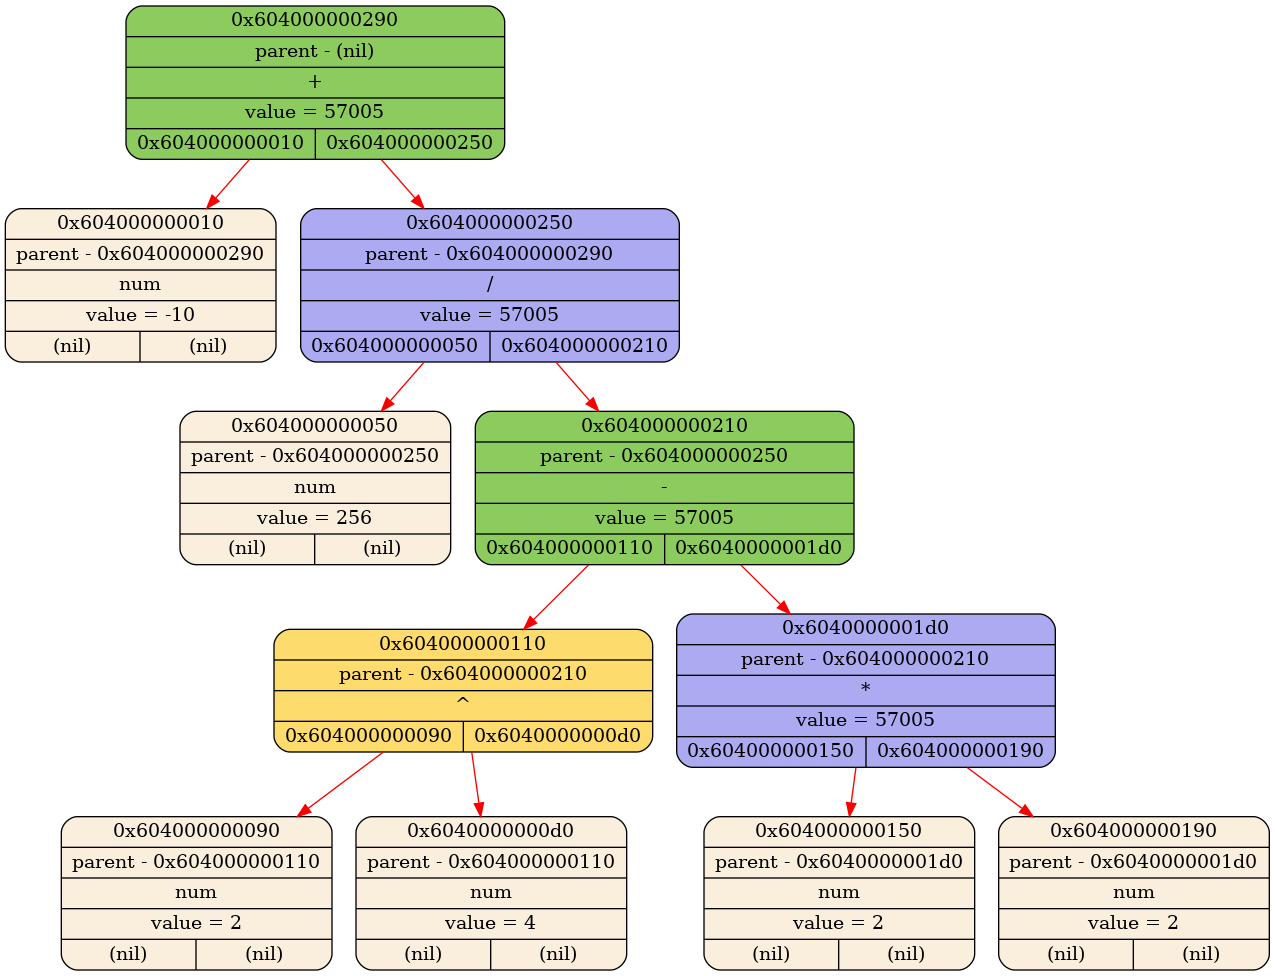 0x604000000290
parent - (nil)
+
value = 57005
0x604000000010 0x604000000250
0x604000000010
parent - 0x604000000290
num
value = -10
(nil) (nil)
0x604000000250
parent - 0x604000000290
/
value = 57005
0x604000000050 0x604000000210
0x604000000050
parent - 0x604000000250
num
value = 256
(nil) (nil)
0x604000000210
parent - 0x604000000250
-
value = 57005
0x604000000110 0x6040000001d0
0x604000000110
parent - 0x604000000210
^
0x604000000090 0x6040000000d0
0x6040000001d0
parent - 0x604000000210
*
value = 57005
0x604000000150 0x604000000190
0x604000000090
parent - 0x604000000110
num
value = 2
(nil) (nil)
0x6040000000d0
parent - 0x604000000110
num
value = 4
(nil) (nil)
0x604000000150
parent - 0x6040000001d0
num
value = 2
(nil) (nil)
0x604000000190
parent - 0x6040000001d0
num
value = 2
(nil) (nil)